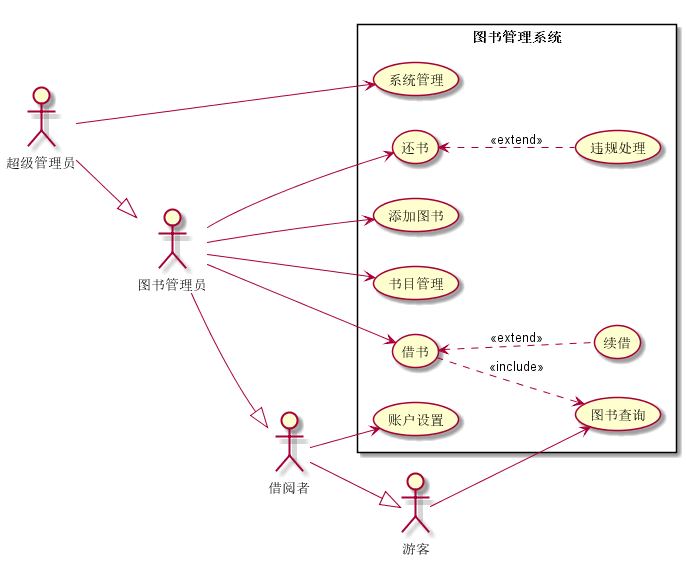 图书管理系统
系统管理
超级管理员
还书
«extend»
违规处理
添加图书
图书管理员
书目管理
借书
«extend»
续借
«include»
账户设置
图书查询
借阅者
游客